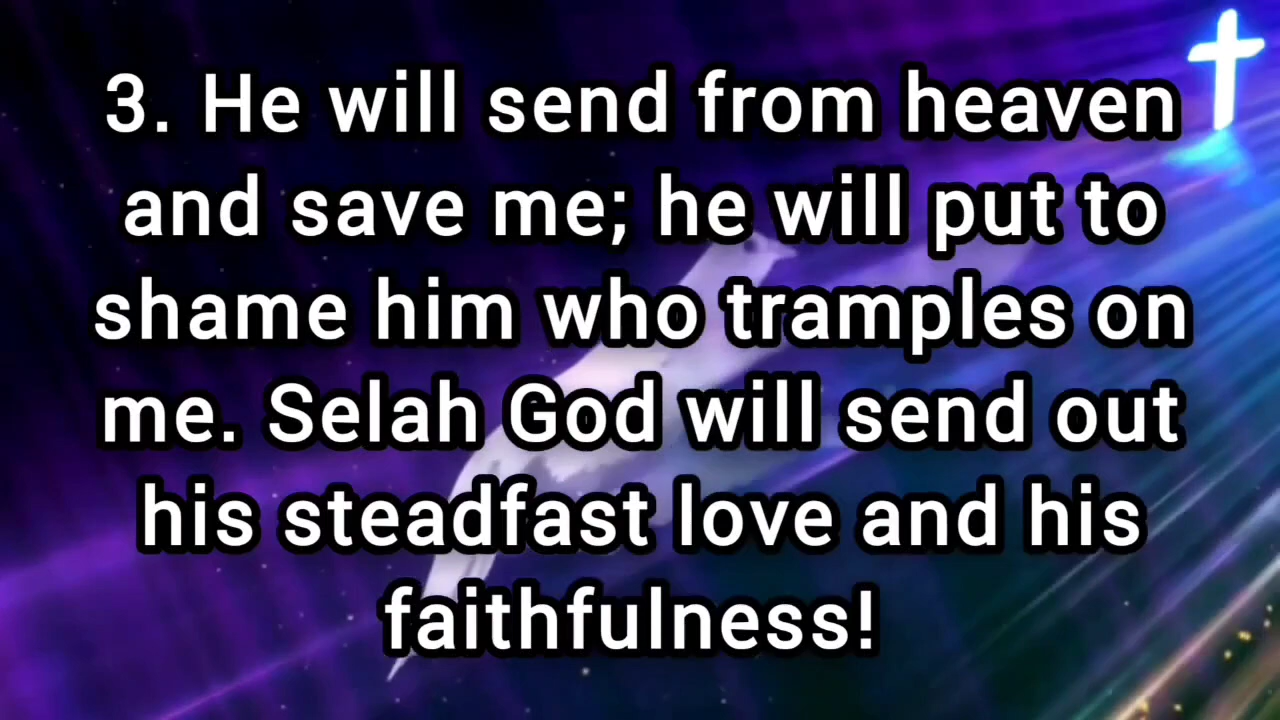 3. He will send from heaven
and save me; he will put to
shame him who tramples on
me. Selah God will send out
his steadfast love and his
faithfulness!